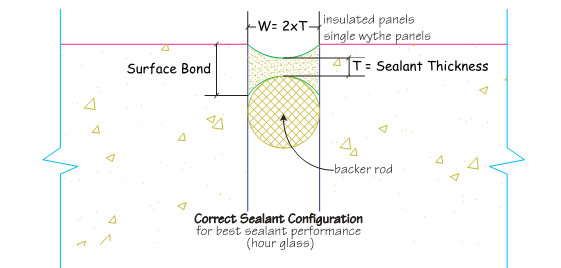 W= 2xT
insulated panels
single wythe panels
Surface Bond
T = Sealant Thickness
backer rod
Correct Sealant Configuration
for best sealant performance
(hour glass)